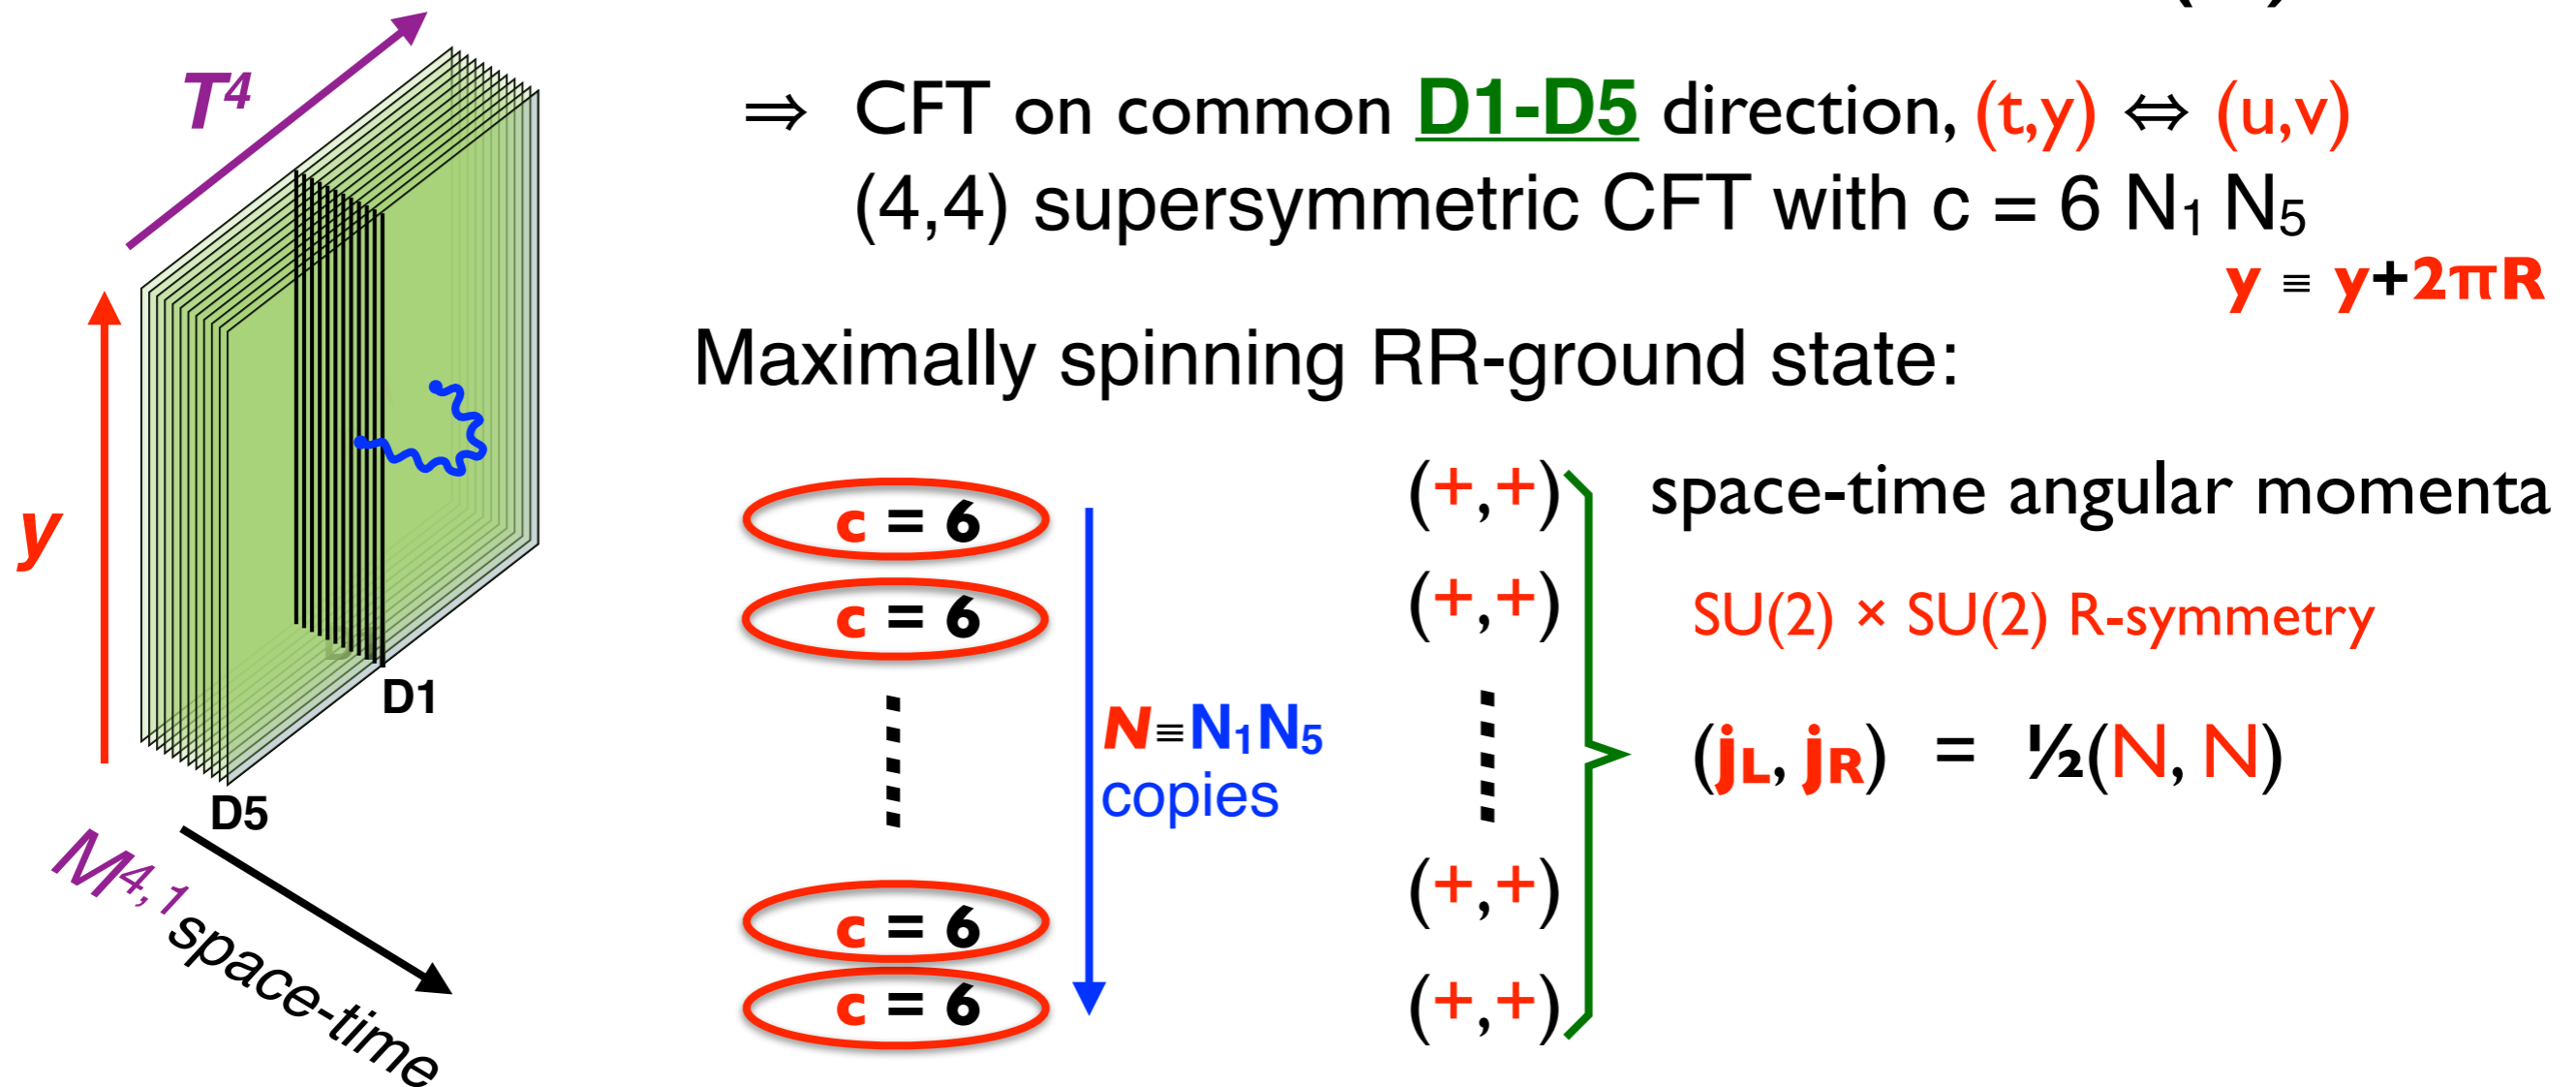 T⁴
y
D1
D5
M⁴,¹ space-time
⇒ CFT on common D1-D5 direction, (t,y) ⇔ (u,v)
(4,4) supersymmetric CFT with c = 6 N₁ N₅
y ≡ y+2πR
Maximally spinning RR-ground state:
c = 6
c = 6
c = 6
c = 6
N≡N₁N₅
copies
(+,+)
(+,+)
(+,+)
(+,+)
space-time angular momenta
SU(2) × SU(2) R-symmetry
(jL, jR) = ½(N, N)